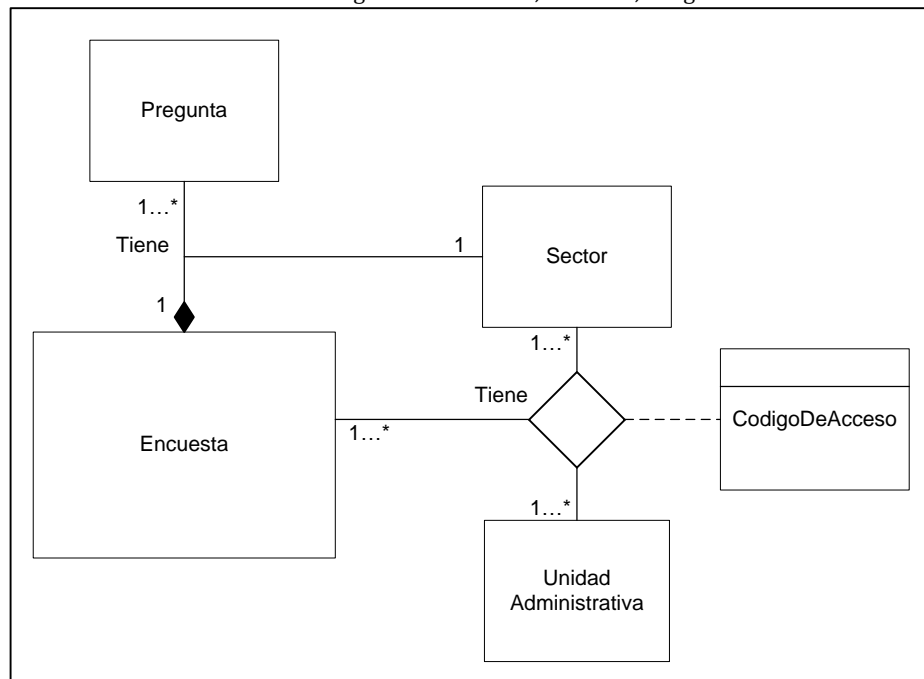 Pregunta
1…*
Tiene
1
Sector
1
1…*
Tiene
CodigoDeAcceso
Encuesta
1…*
1…*
Unidad
Administrativa